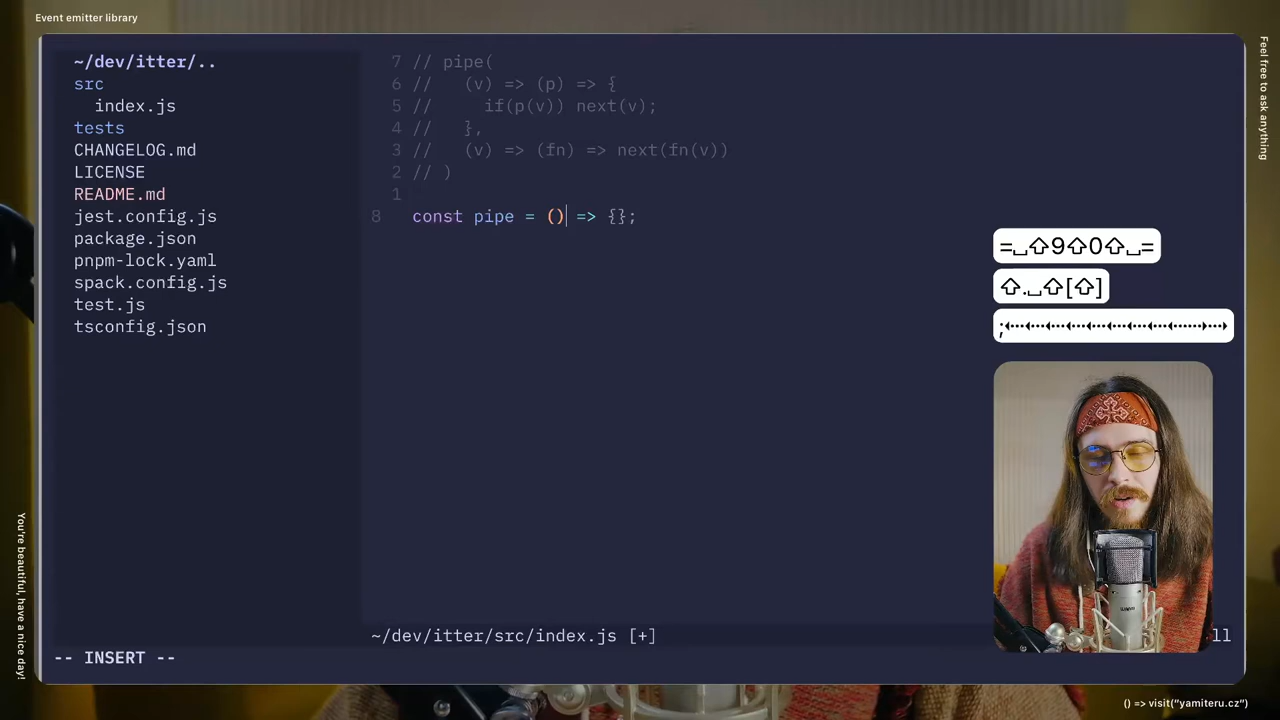 Event emitter library
Feel free to ask anything
~/dev/itter/..
src
index.js
tests
CHANGELOG.md
LICENSE
README.md
jest.config.js
package.json
pnpm-lock.yaml
spack.config.js
test.js
tsconfig.json
7 // pipe(
6 //   (v) => (p) => {
5 //     if(p(v)) next(v);
4 //   },
3 //   (v) => (fn) => next(fn(v))
2 // )
1
8 const pipe = () => {};
=⎵⇧9⇧0⇧⎵=
⇧.⎵⇧[⇧]
~/dev/itter/src/index.js [+]
ll
-- INSERT --
You're beautiful, have a nice day!
() => visit("yamiteru.cz")